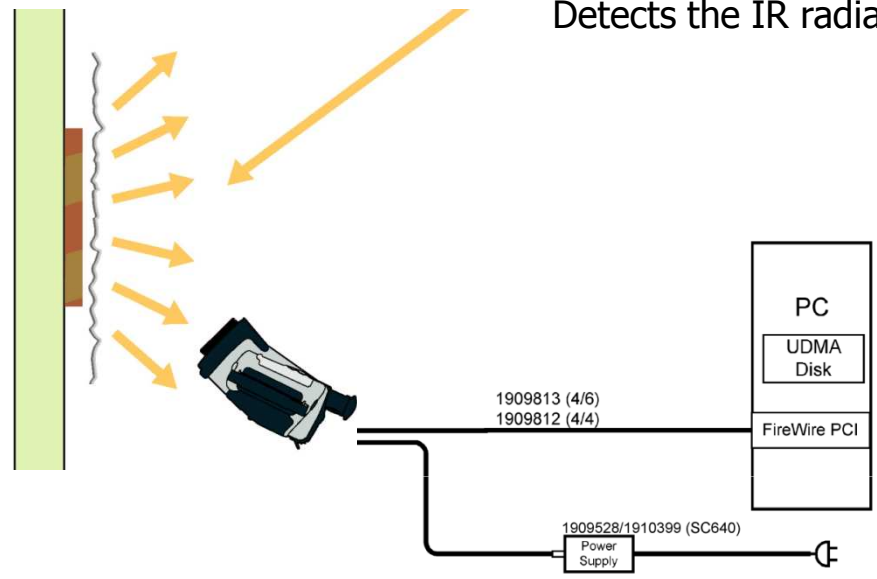 Detects the IR radia
PC
UDMA
Disk
1909813 (4/6)
1909812 (4/4)
FireWire PCI
1909528/1910399 (SC640)
Power
Supply